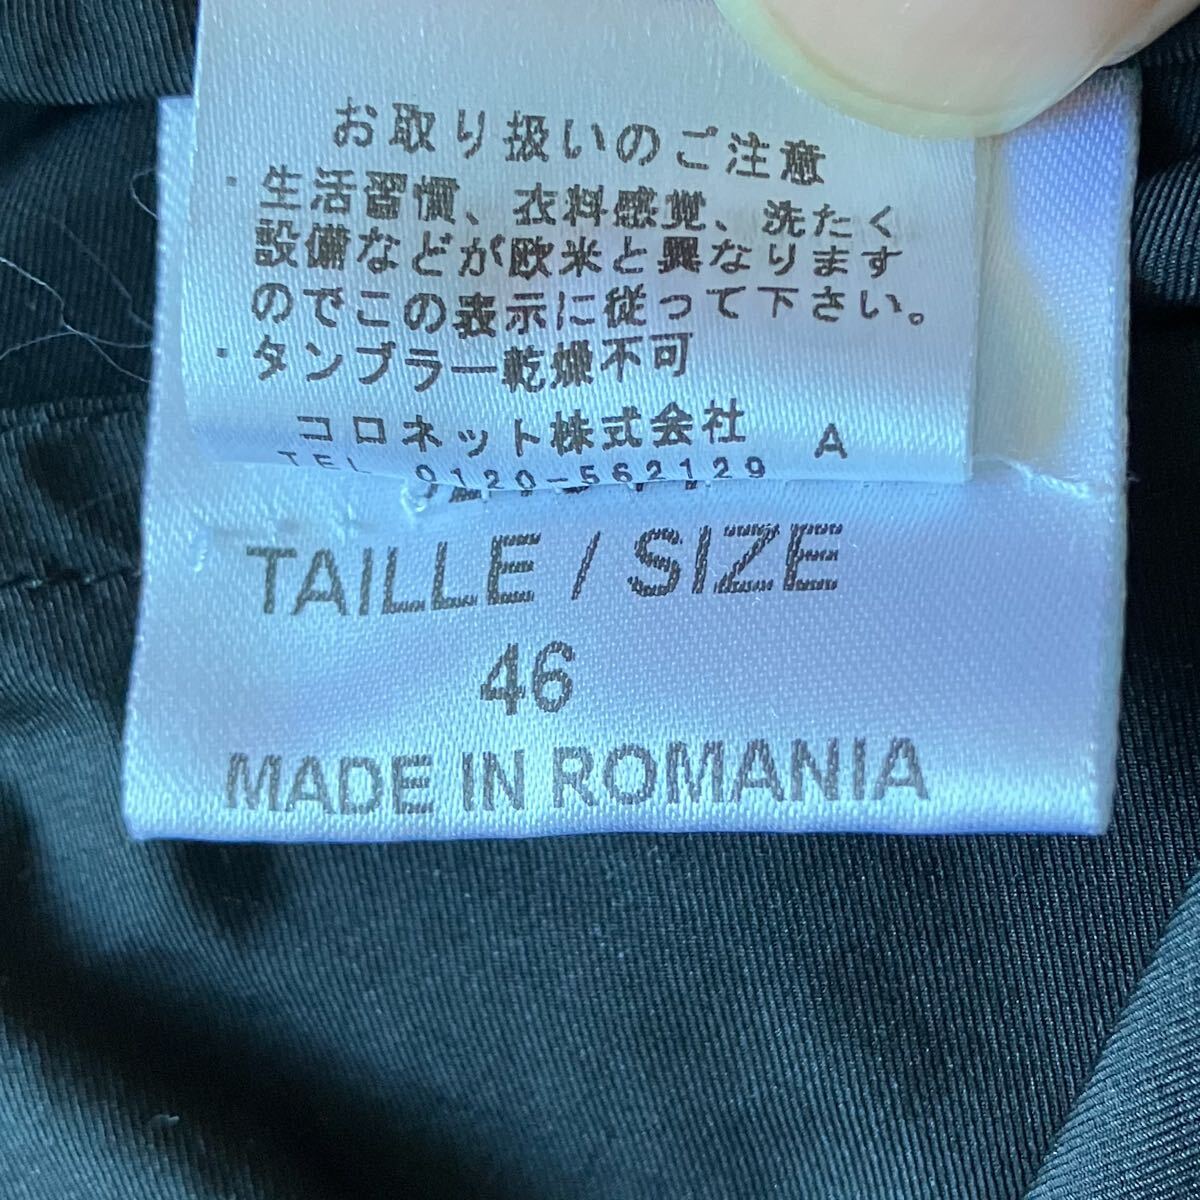 お取り扱いのご注意
・生活習慣、衣料感覚、洗たく
設備などが欧米と異なります
のでこの表示に従って下さい。
・タンブラー乾燥不可
コロネット株式会社 A
TEL 0120-562129
TAILLE / SIZE
46
MADE IN ROMANIA